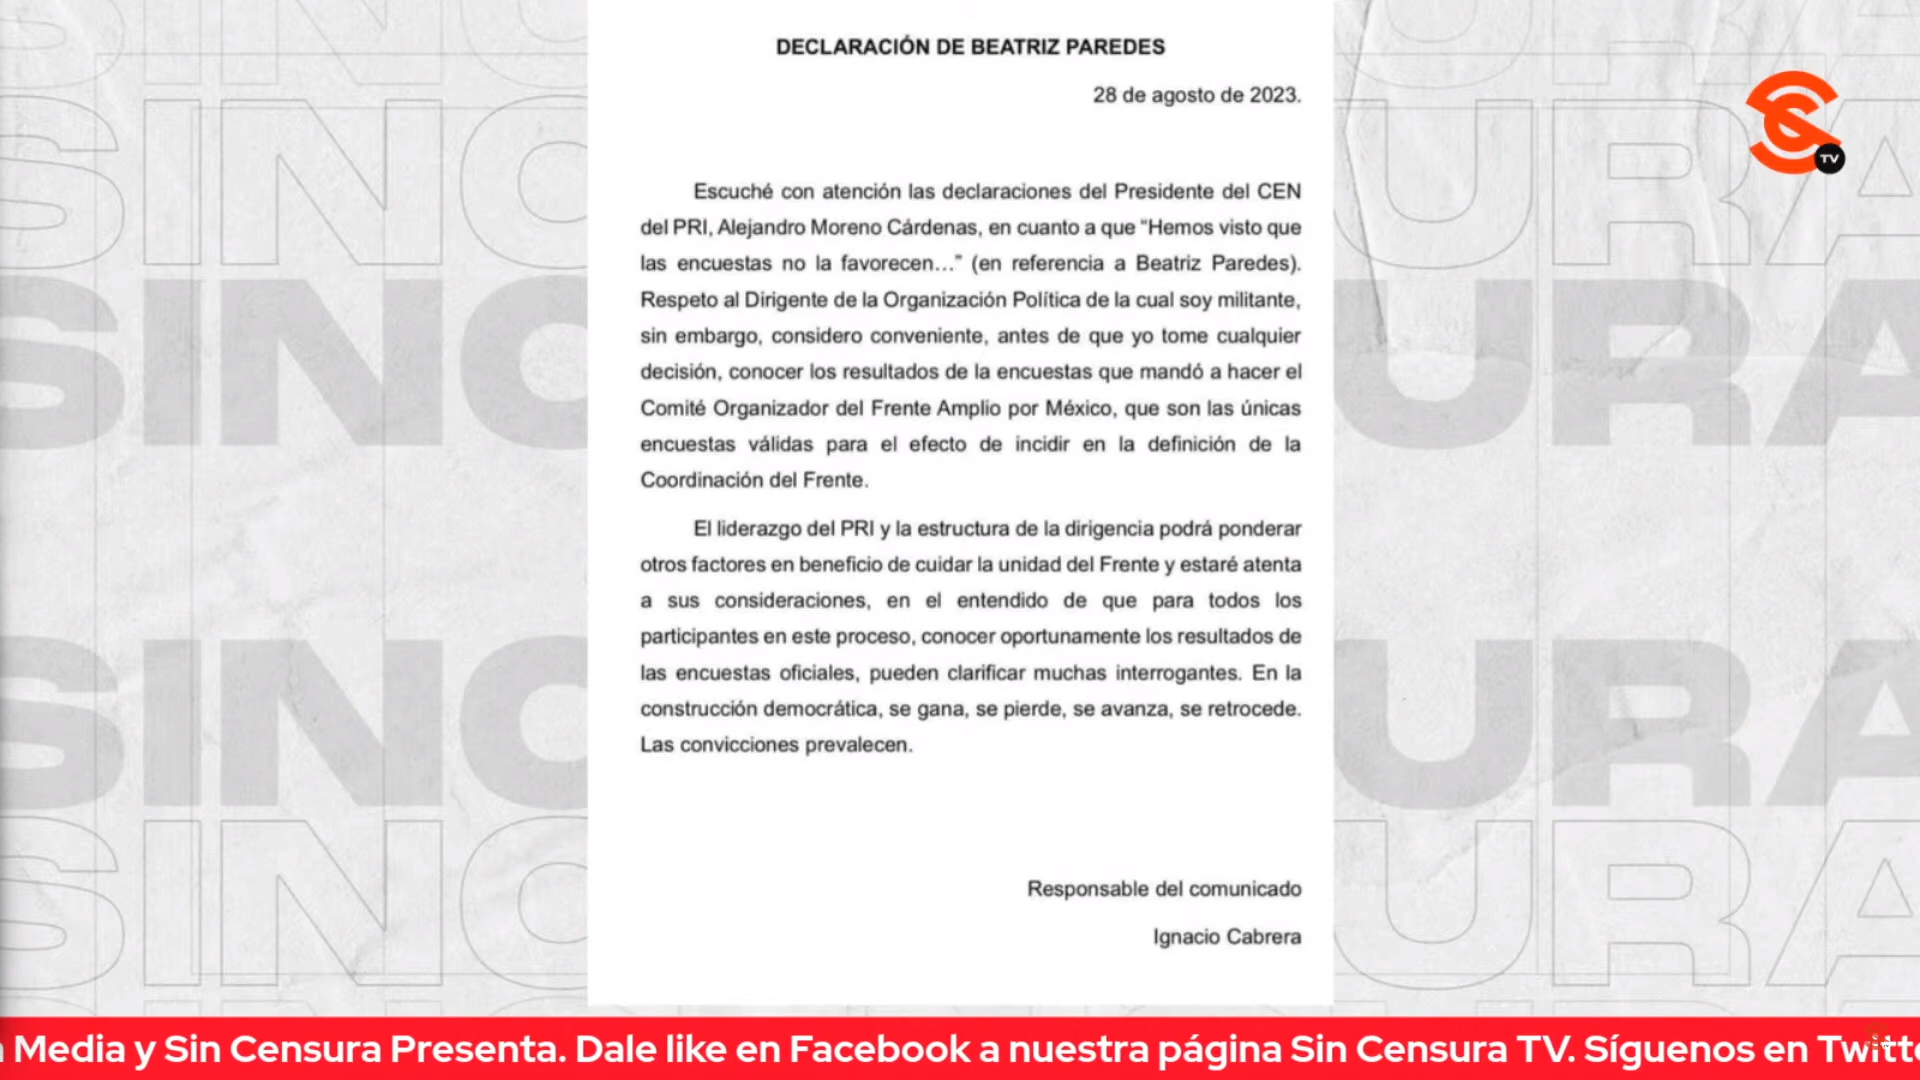 DECLARACIÓN DE BEATRIZ PAREDES
28 de agosto de 2023.
TV
Escuché con atención las declaraciones del Presidente del CEN
del PRI, Alejandro Moreno Cárdenas, en cuanto a que “Hemos visto que
las encuestas no la favorecen…” (en referencia a Beatriz Paredes).
Respeto al Dirigente de la Organización Política de la cual soy militante,
sin embargo, considero conveniente, antes de que yo tome cualquier
decisión, conocer los resultados de la encuestas que mandó a hacer el
Comité Organizador del Frente Amplio por México, que son las únicas
encuestas válidas para el efecto de incidir en la definición de la
Coordinación del Frente.
El liderazgo del PRI y la estructura de la dirigencia podrá ponderar
otros factores en beneficio de cuidar la unidad del Frente y estaré atenta
a sus consideraciones, en el entendido de que para todos los
participantes en este proceso, conocer oportunamente los resultados de
las encuestas oficiales, pueden clarificar muchas interrogantes. En la
construcción democrática, se gana, se pierde, se avanza, se retrocede.
Las convicciones prevalecen.
Responsable del comunicado
Ignacio Cabrera
Media y Sin Censura Presenta. Dale like en Facebook a nuestra página Sin Censura TV. Síguenos en Twitte